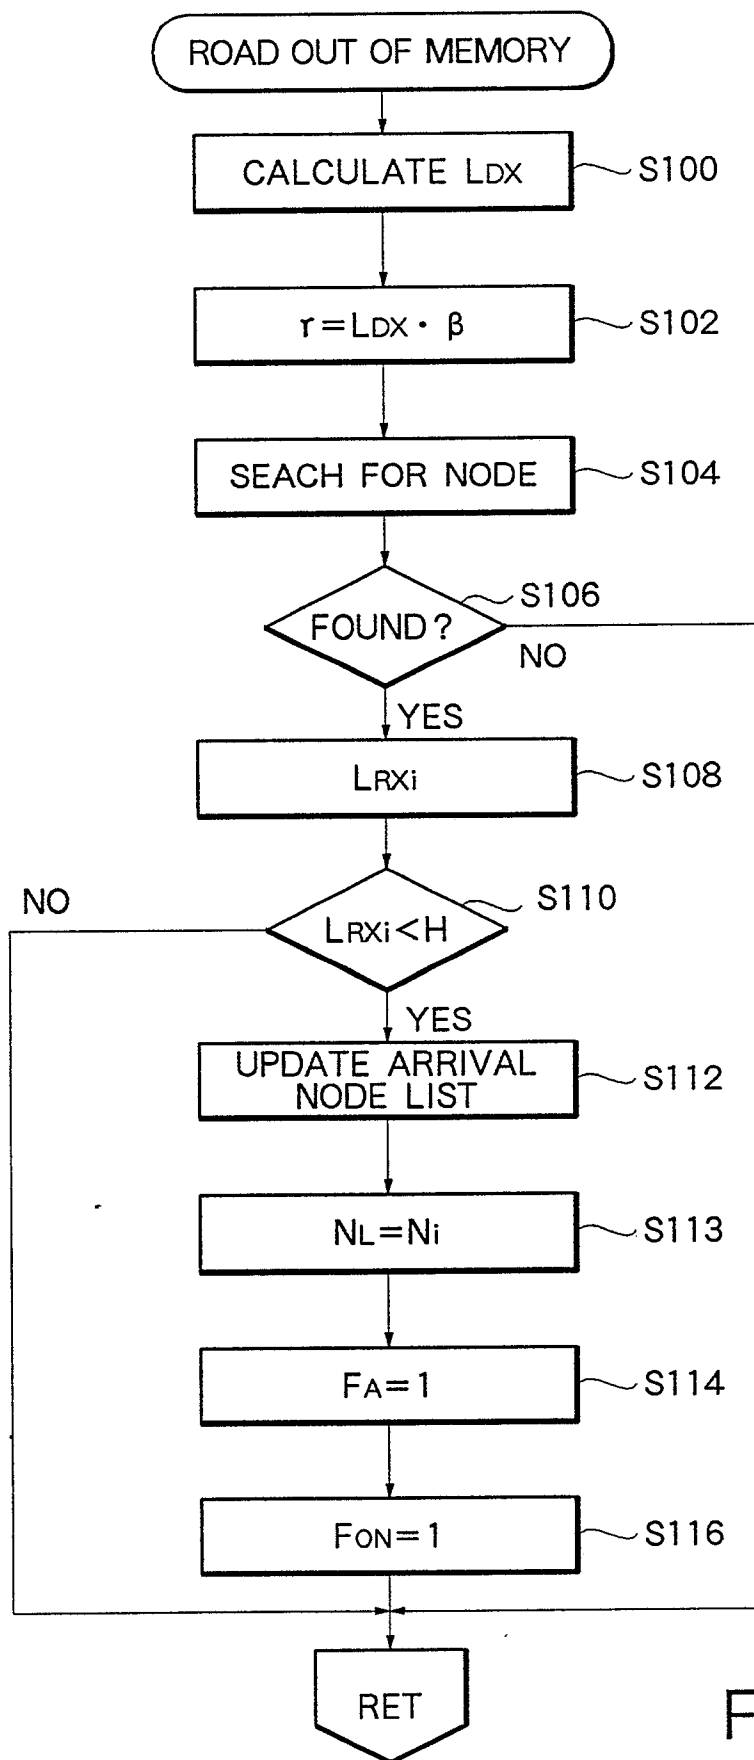 ROAD OUT OF MEMORY
CALCULATE LDX
S100
r=LDX・β
S102
SEACH FOR NODE
S104
S106
FOUND?
NO
YES
LRXi
S108
NO
S110
LRXi<H
YES
UPDATE ARRIVAL
NODE LIST
S112
NL=Ni
S113
FA=1
S114
FON=1
S116
RET
F